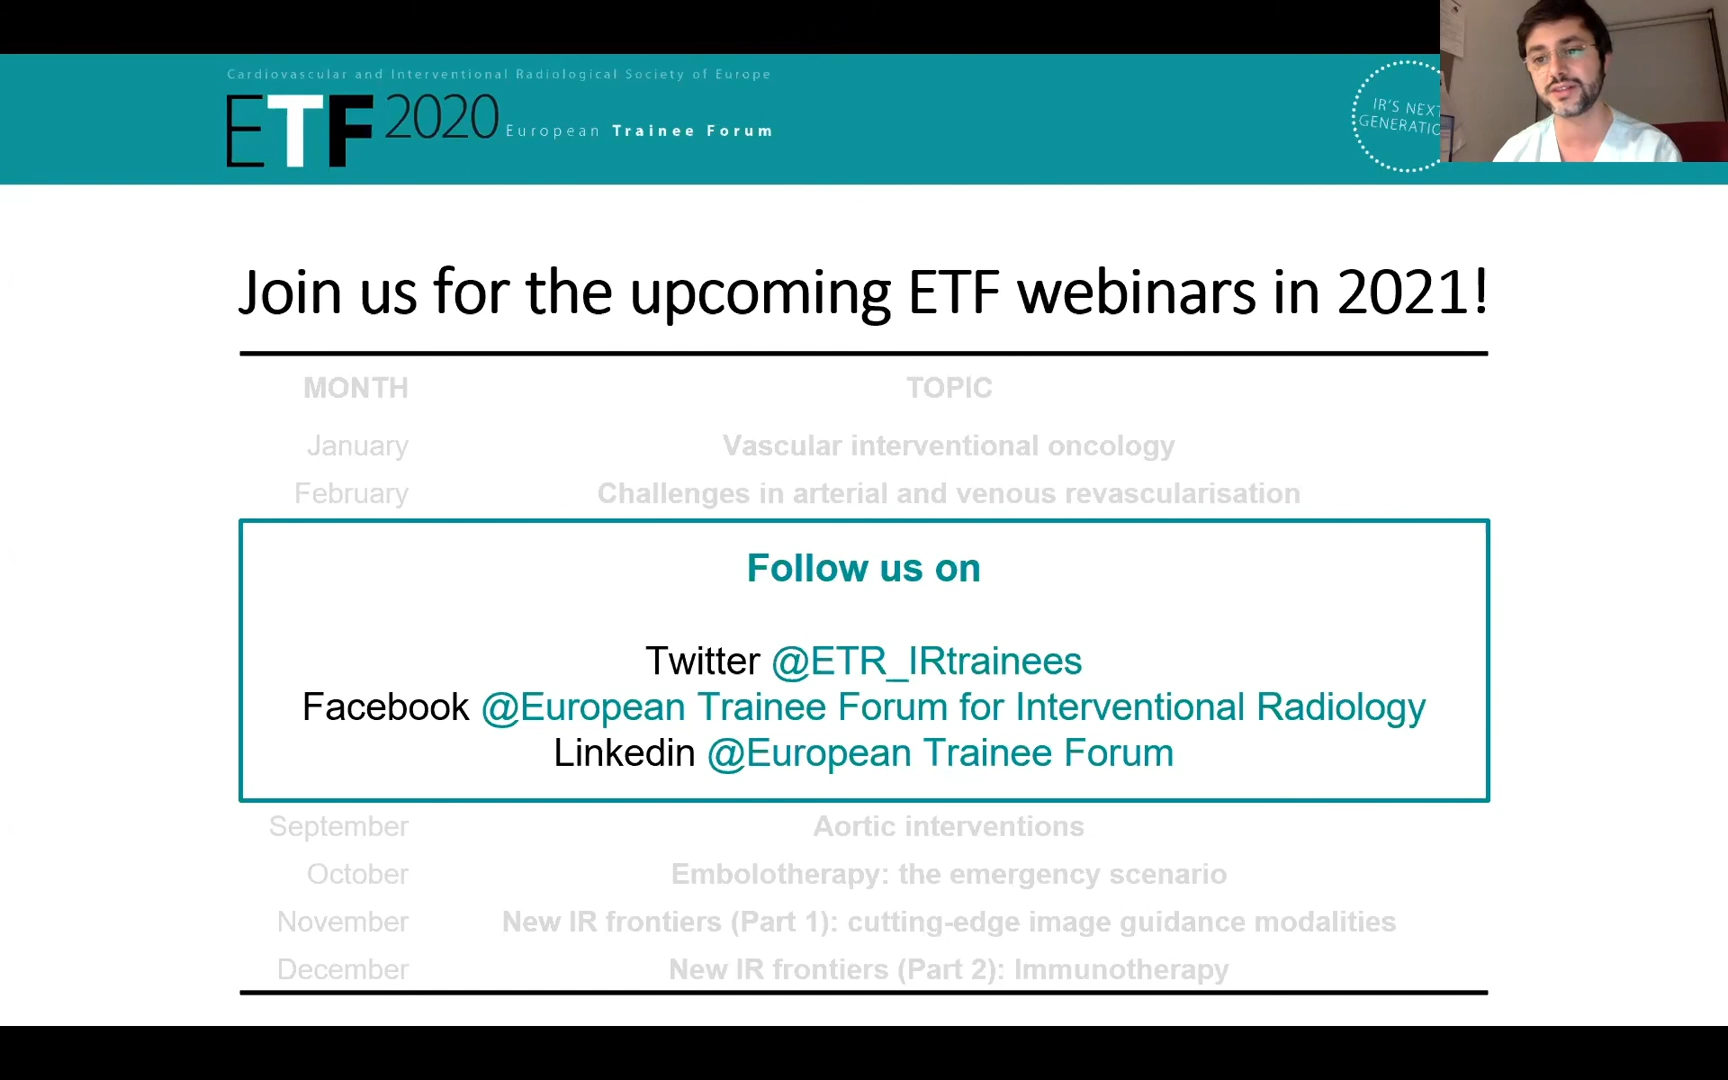 Cardiovascular and Interventional Radiological Society of Europe
ETF 2020 European Trainee Forum
IR'S NEXT
GENERATIO
Join us for the upcoming ETF webinars in 2021!
MONTH TOPIC
January Vascular interventional oncology
February Challenges in arterial and venous revascularisation
Follow us on
Twitter @ETR_IRtrainees
Facebook @European Trainee Forum for Interventional Radiology
Linkedin @European Trainee Forum
September Aortic interventions
October Embolotherapy: the emergency scenario
November New IR frontiers (Part 1): cutting-edge image guidance modalities
December New IR frontiers (Part 2): Immunotherapy